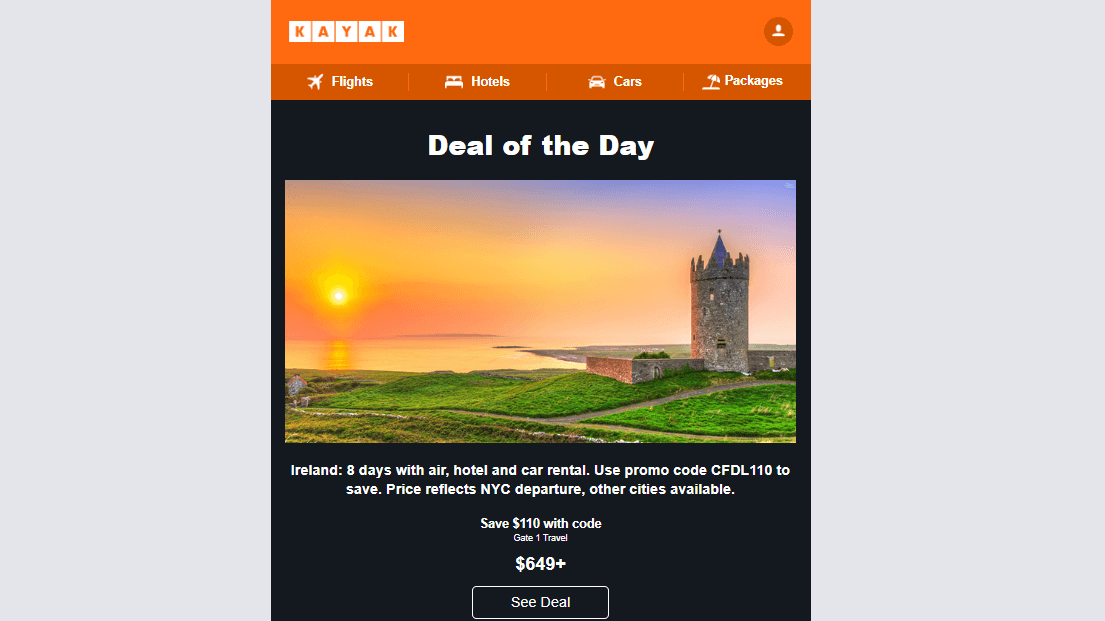 KAYAK
Flights
Hotels
Cars
Packages
Deal of the Day
Ireland: 8 days with air, hotel and car rental. Use promo code CFDL110 to
save. Price reflects NYC departure, other cities available.
Save $110 with code
Gate 1 Travel
$649+
See Deal